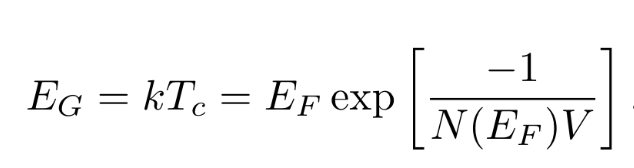 E_G = kT_c = E_F exp [ -1 / N(E_F)V ] .